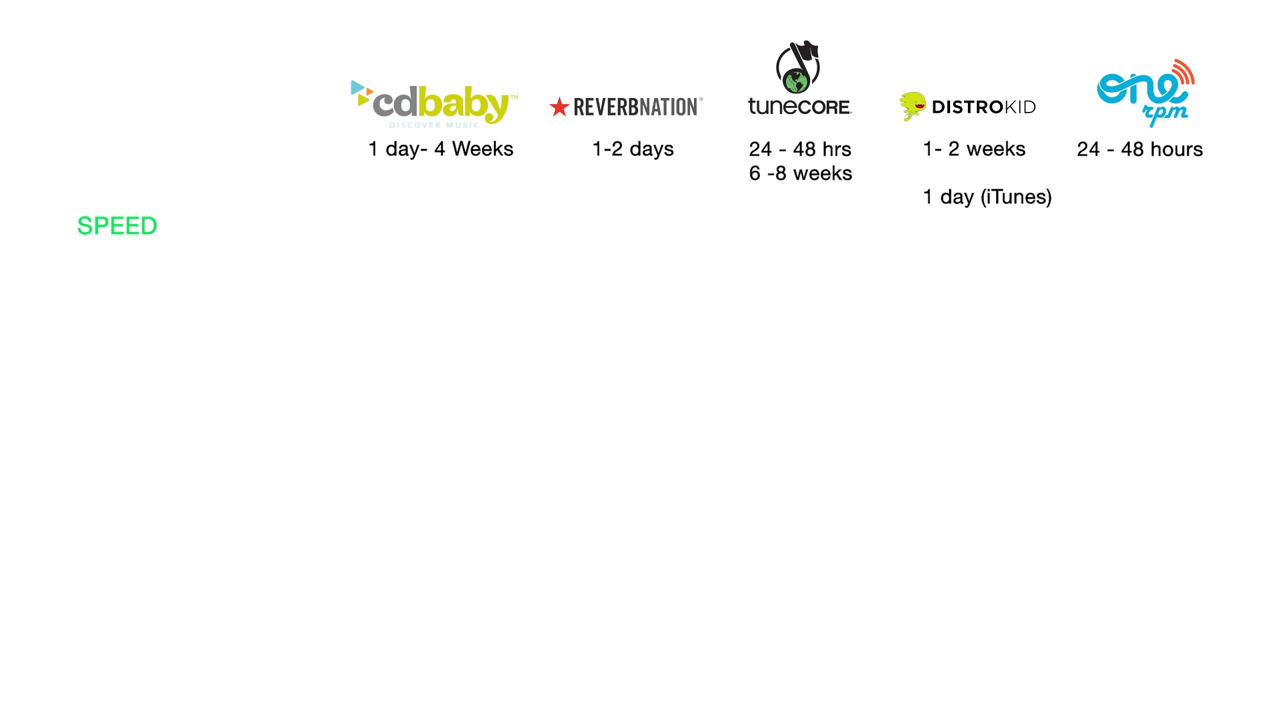 cdbaby™
DISCOVER MUSIC
REVERBNATION®
tunecore
DISTROKID
one
rpm
1 day- 4 Weeks
1-2 days
24 - 48 hrs
6 -8 weeks
1- 2 weeks
1 day (iTunes)
24 - 48 hours
SPEED